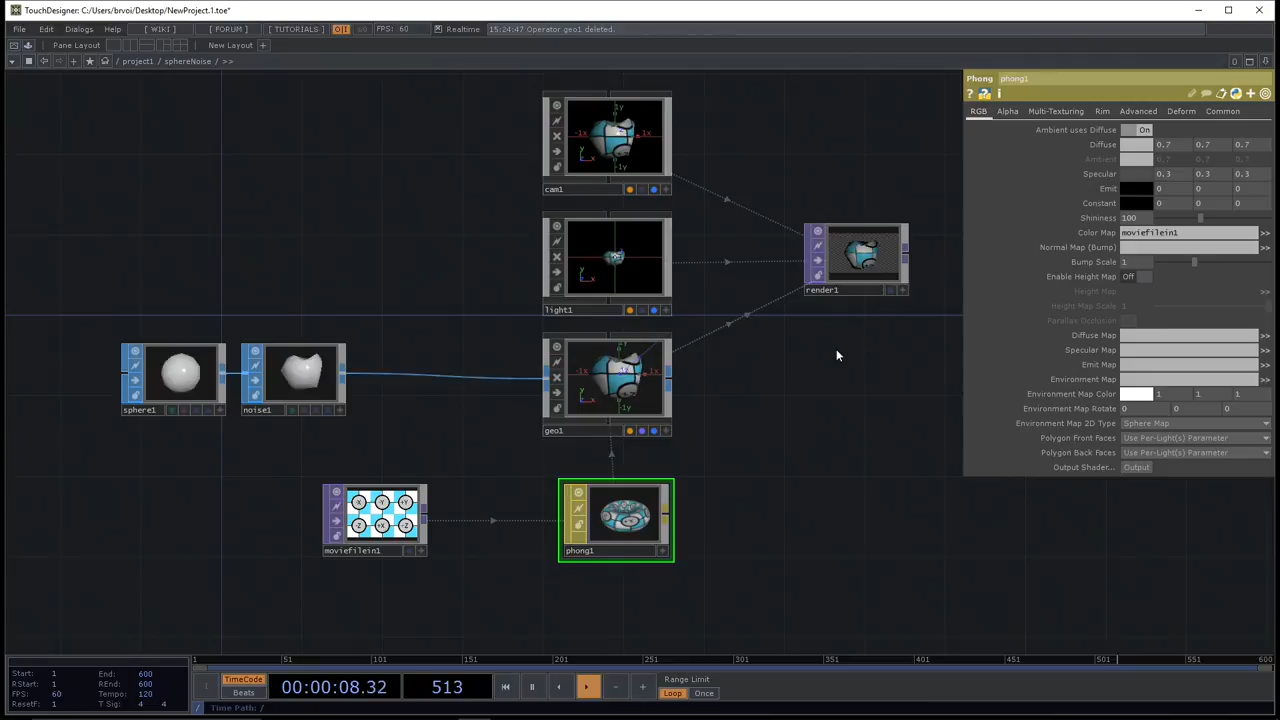 TouchDesigner: C:/Users/brvoi/Desktop/NewProject.1.toe*
File Edit Dialogs Help [ WIKI ] [ FORUM ] [ TUTORIALS ] O|I FPS: 60 Realtime 15:24:47 Operator geo1 deleted.
Pane Layout New Layout +
/ project1 / sphereNoise / >> 0
Phong phong1
RGB Alpha Multi-Texturing Rim Advanced Deform Common
Ambient uses Diffuse On
Diffuse 0.7 0.7 0.7
Ambient 0.7 0.7 0.7
Specular 0.3 0.3 0.3
Emit 0 0 0
Constant 0 0 0
Shininess 100
Color Map moviefilein1 >>
Normal Map (Bump) >>
Bump Scale 1
Enable Height Map Off
Height Map >>
Height Map Scale 1
Parallax Occlusion
Diffuse Map >>
Specular Map >>
Emit Map >>
Environment Map >>
Environment Map Color 1 1 1
Environment Map Rotate 0 0 0
Environment Map 2D Type Sphere Map
Polygon Front Faces Use Per-Light(s) Parameter
Polygon Back Faces Use Per-Light(s) Parameter
Output Shader... Output
cam1
light1
render1
sphere1
noise1
geo1
moviefilein1
phong1
1 51 101 151 201 251 301 351 401 451 501 551 600
Start: 1 End: 600
RStart: 1 REnd: 600
FPS: 60 Tempo: 120
ResetF: 1 T Sig: 4 4
TimeCode
Beats
00:00:08.32
513
Range Limit
Loop Once
/ Time Path: /